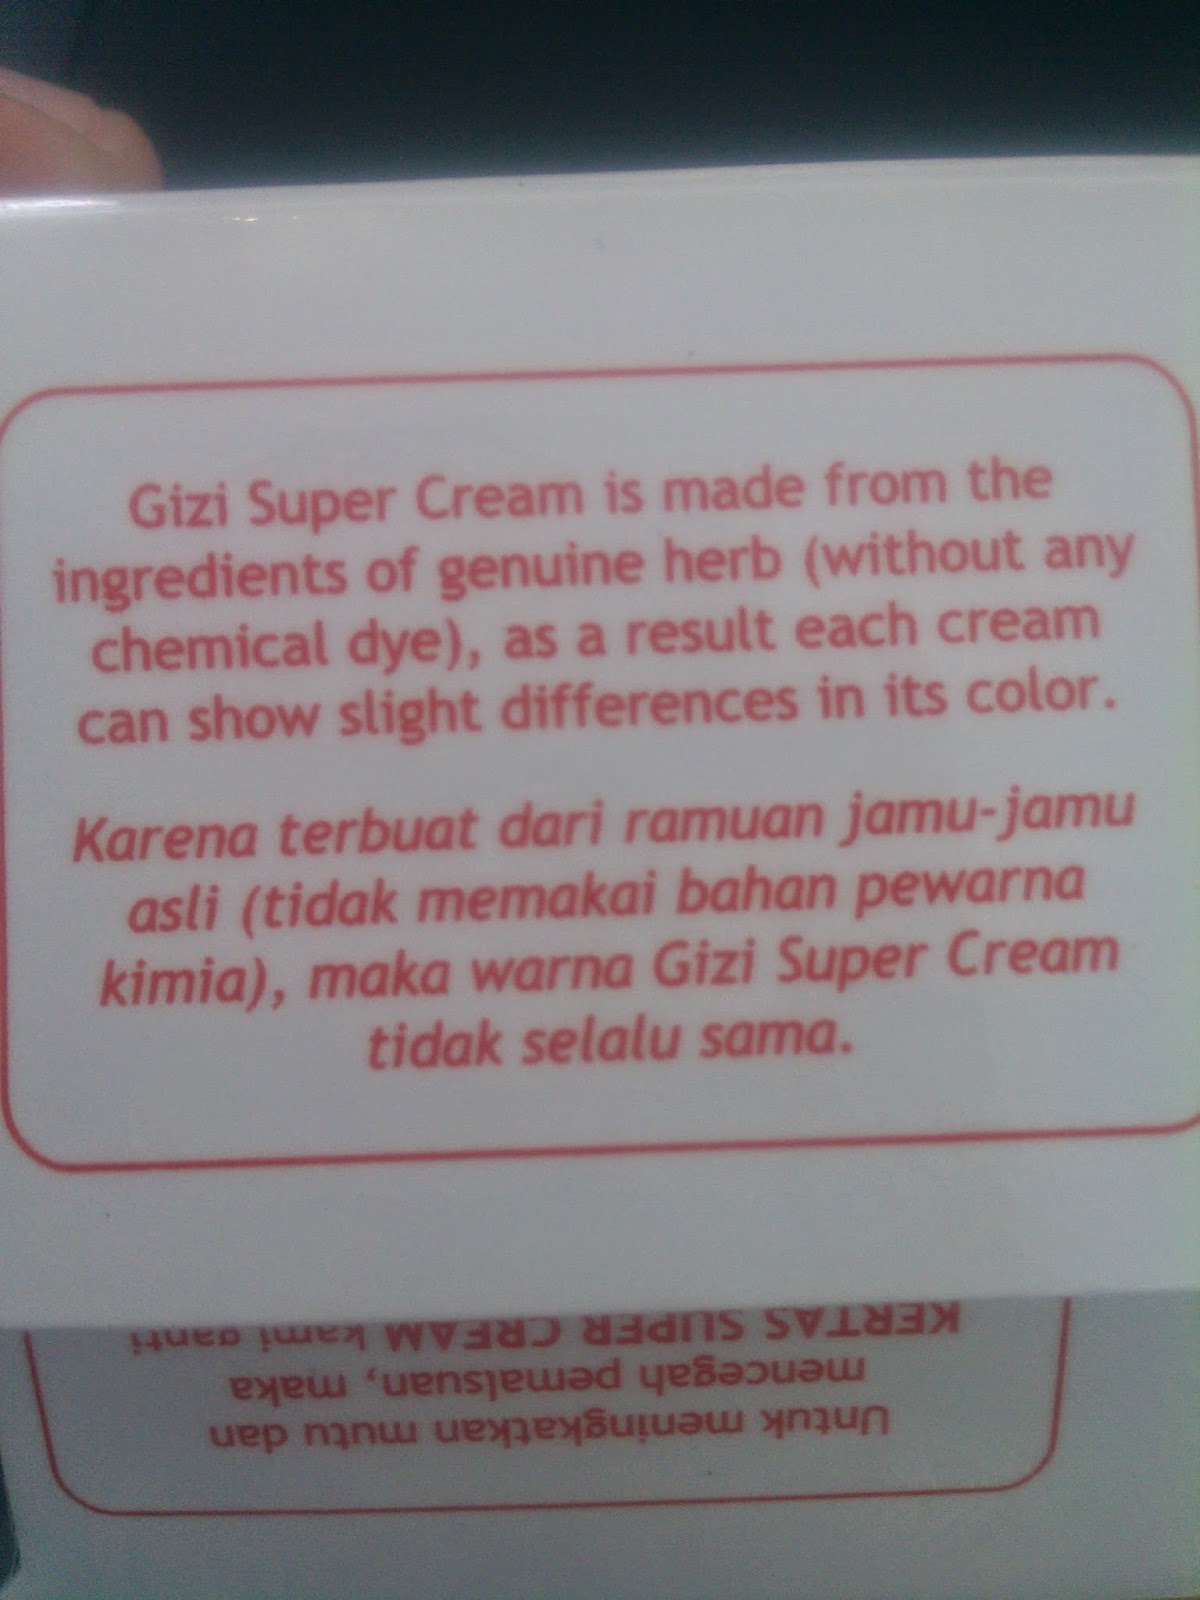 Gizi Super Cream is made from the
ingredients of genuine herb (without any
chemical dye), as a result each cream
can show slight differences in its color.
Karena terbuat dari ramuan jamu-jamu
asli (tidak memakai bahan pewarna
kimia), maka warna Gizi Super Cream
tidak selalu sama.
Untuk meningkatkan mutu dan
mencegah pemalsuan, maka
KERTAS SUPER CREAM kami ganti